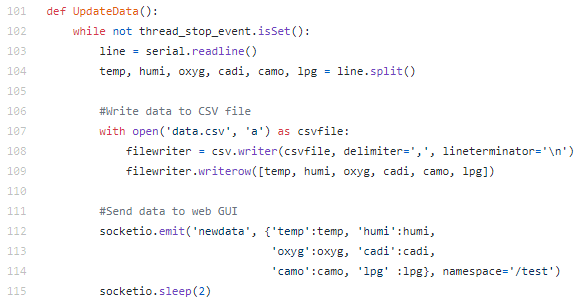 101 def UpdateData():
102     while not thread_stop_event.isSet():
103         line = serial.readline()
104         temp, humi, oxyg, cadi, camo, lpg = line.split()
105
106         #Write data to CSV file
107         with open('data.csv', 'a') as csvfile:
108             filewriter = csv.writer(csvfile, delimiter=',', lineterminator='\n')
109             filewriter.writerow([temp, humi, oxyg, cadi, camo, lpg])
110
111         #Send data to web GUI
112         socketio.emit('newdata', {'temp':temp, 'humi':humi,
113                                   'oxyg':oxyg, 'cadi':cadi,
114                                   'camo':camo, 'lpg' :lpg}, namespace='/test')
115         socketio.sleep(2)